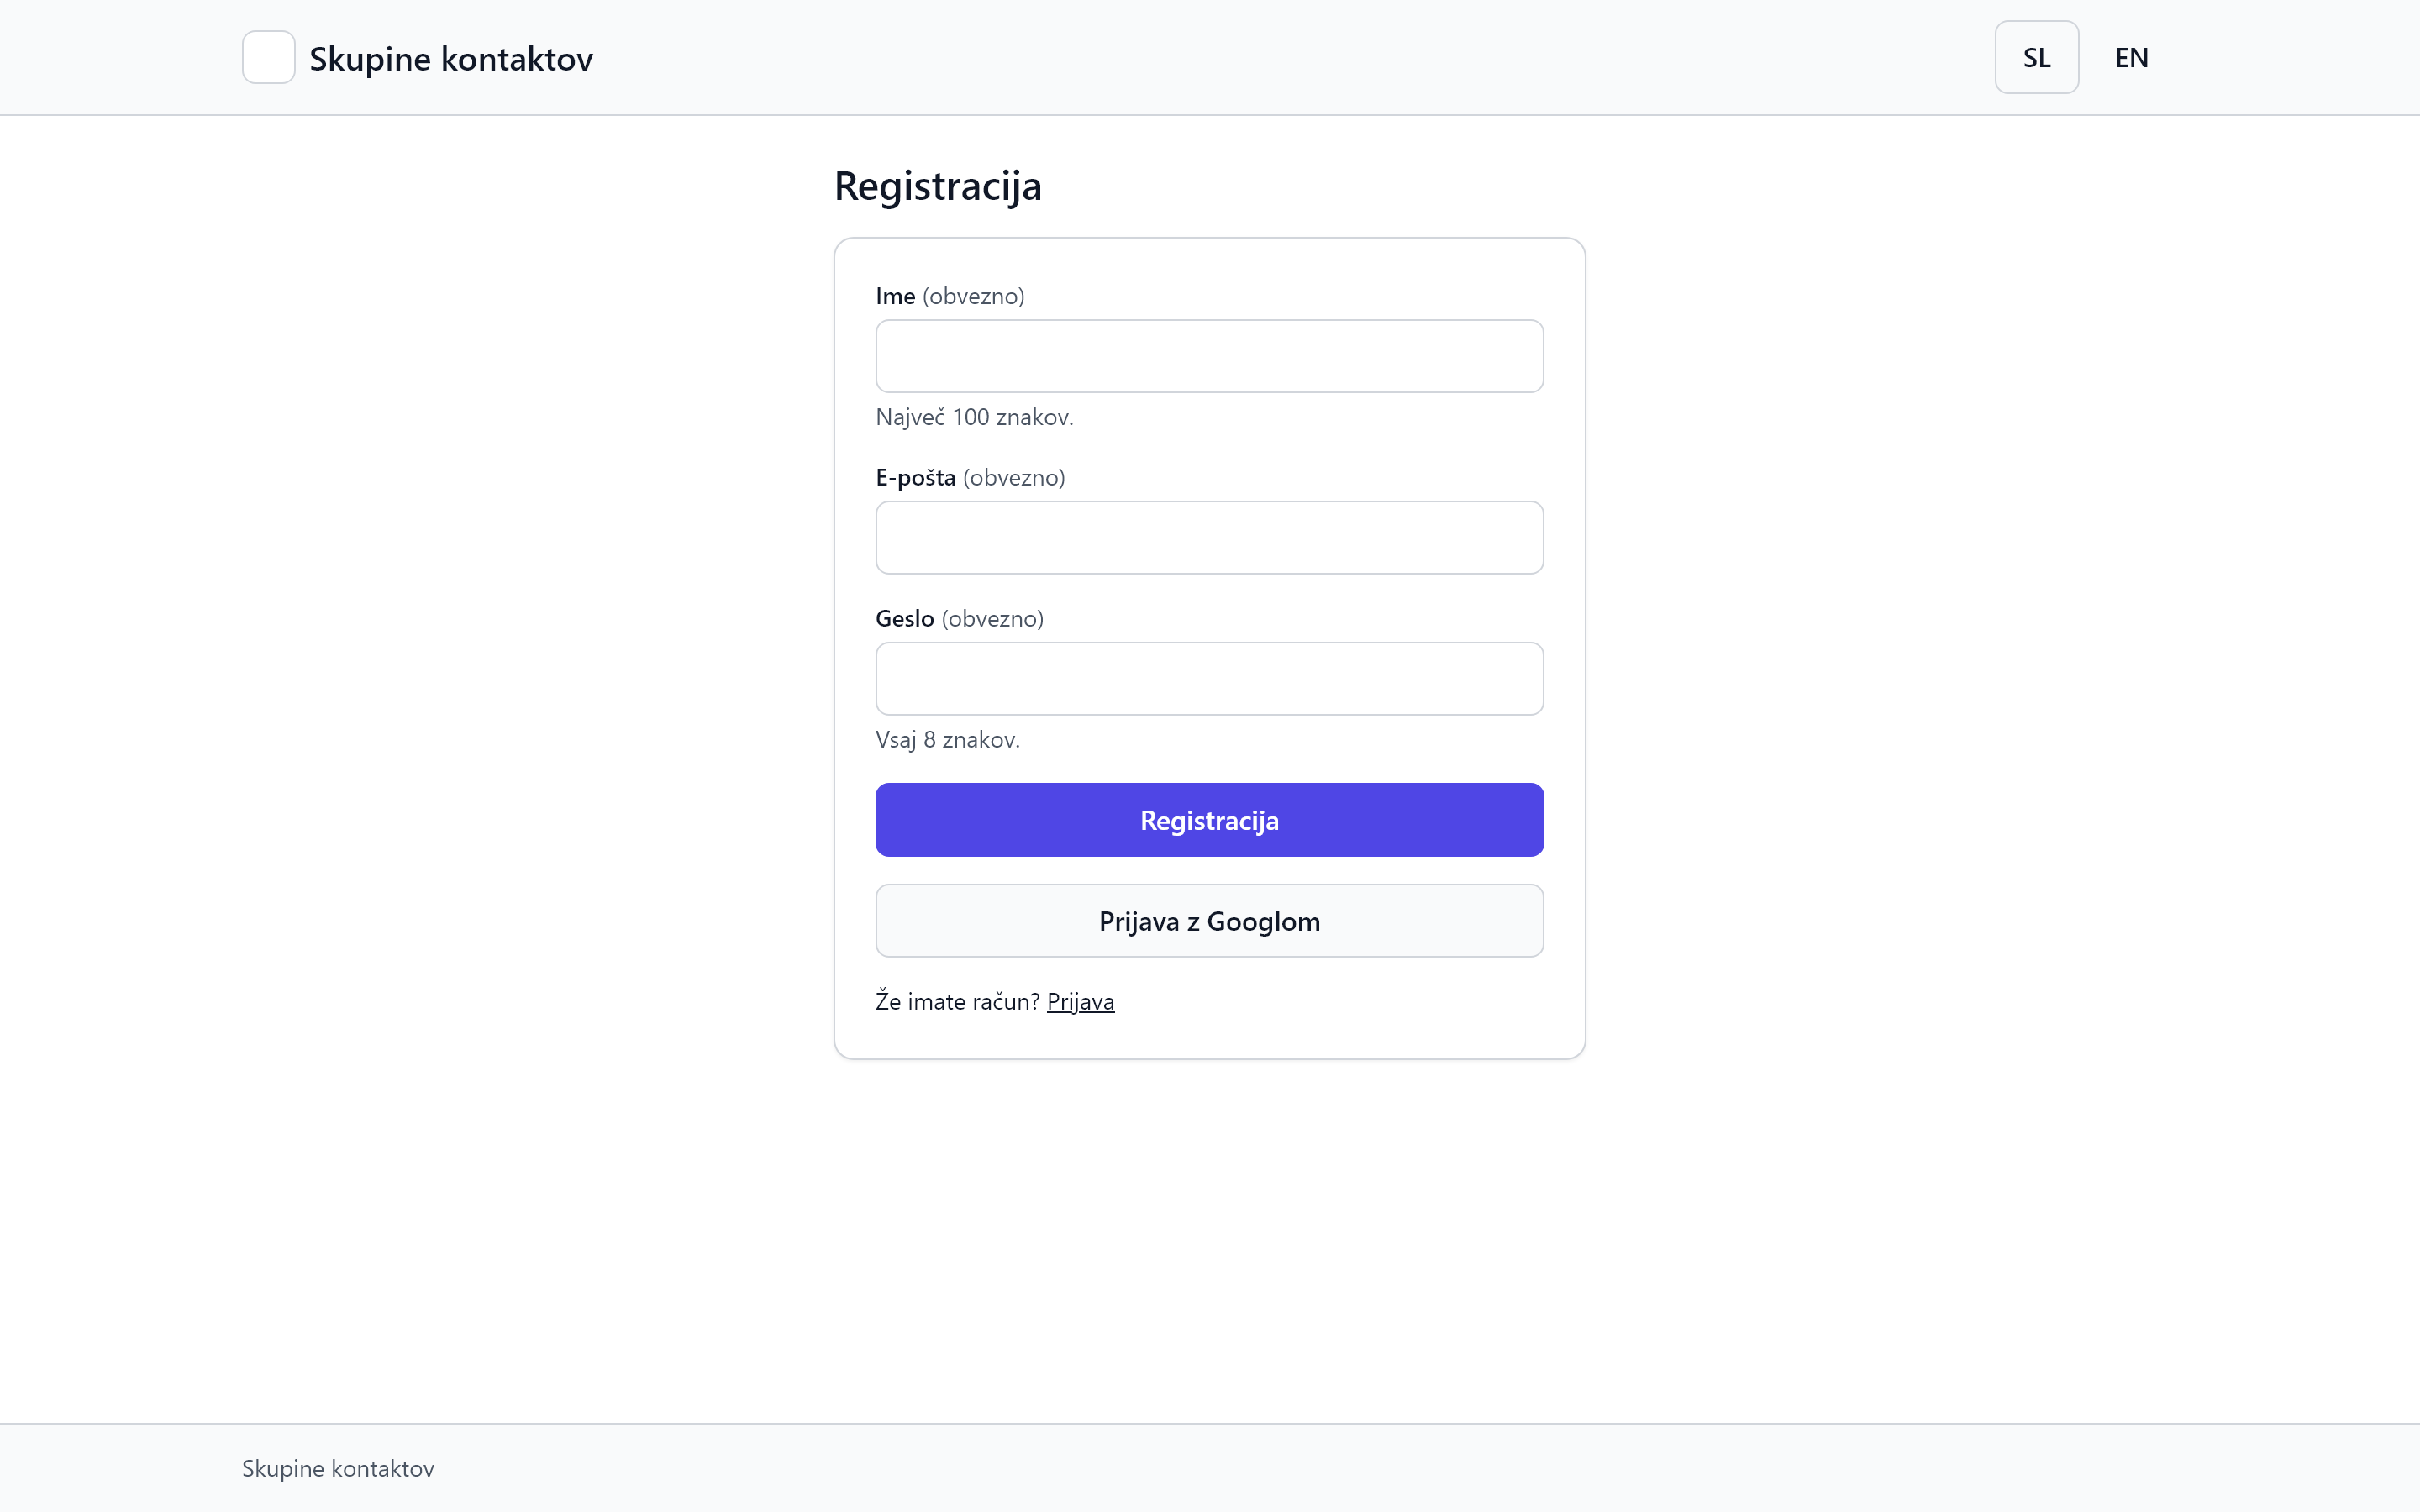 Skupine kontaktov
SL EN
Registracija
Ime (obvezno)
Največ 100 znakov.
E-pošta (obvezno)
Geslo (obvezno)
Vsaj 8 znakov.
Registracija
Prijava z Googlom
Že imate račun? Prijava
Skupine kontaktov